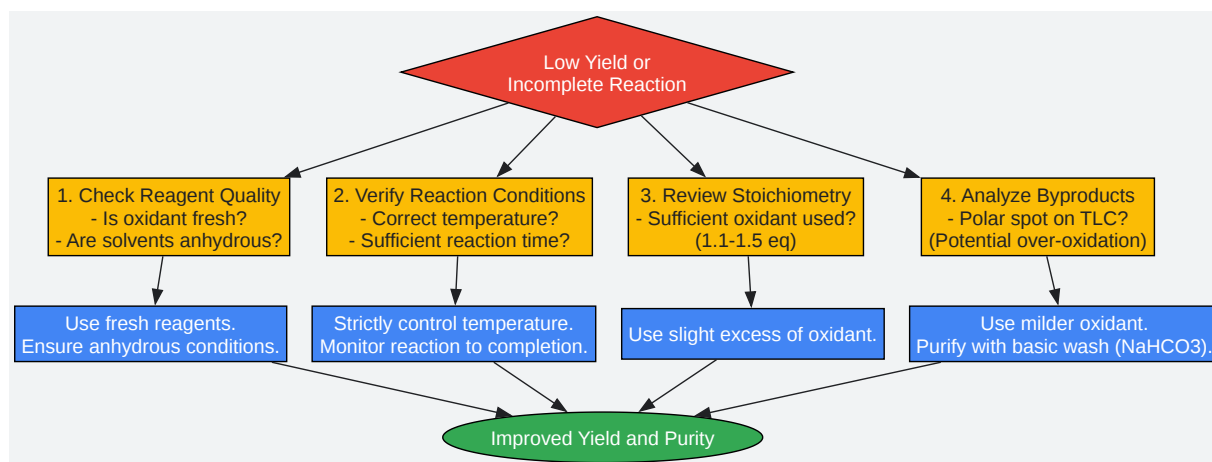 Low Yield or
Incomplete Reaction
1. Check Reagent Quality
- Is oxidant fresh?
- Are solvents anhydrous?
2. Verify Reaction Conditions
- Correct temperature?
- Sufficient reaction time?
3. Review Stoichiometry
- Sufficient oxidant used?
(1.1-1.5 eq)
4. Analyze Byproducts
- Polar spot on TLC?
(Potential over-oxidation)
Use fresh reagents.
Ensure anhydrous conditions.
Strictly control temperature.
Monitor reaction to completion.
Use slight excess of oxidant.
Use milder oxidant.
Purify with basic wash (NaHCO3).
Improved Yield and Purity